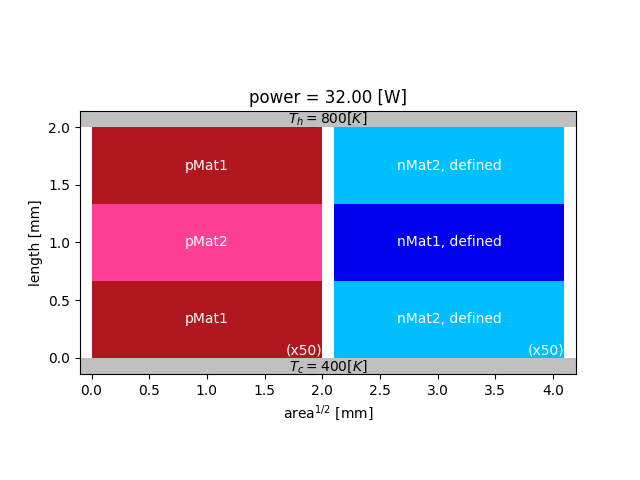 power = 32.00 [W]
T_h = 800[K]
2.0
1.5
1.0
0.5
0.0
length [mm]
pMat1
nMat2, defined
pMat2
nMat1, defined
pMat1
nMat2, defined
(x50)
(x50)
T_c = 400[K]
0.0 0.5 1.0 1.5 2.0 2.5 3.0 3.5 4.0
area^{1/2} [mm]